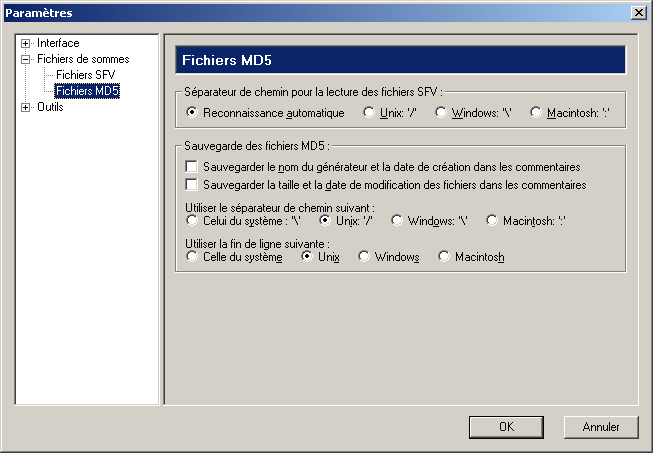 Paramètres
Interface
Fichiers de sommes
Fichiers SFV
Fichiers MD5
Outils
Fichiers MD5
Séparateur de chemin pour la lecture des fichiers SFV :
Reconnaissance automatique Unix: '/' Windows: '\' Macintosh: ':'
Sauvegarde des fichiers MD5 :
Sauvegarder le nom du générateur et la date de création dans les commentaires
Sauvegarder la taille et la date de modification des fichiers dans les commentaires
Utiliser le séparateur de chemin suivant :
Celui du système : '\' Unix: '/' Windows: '\' Macintosh: ':'
Utiliser la fin de ligne suivante :
Celle du système Unix Windows Macintosh
OK Annuler